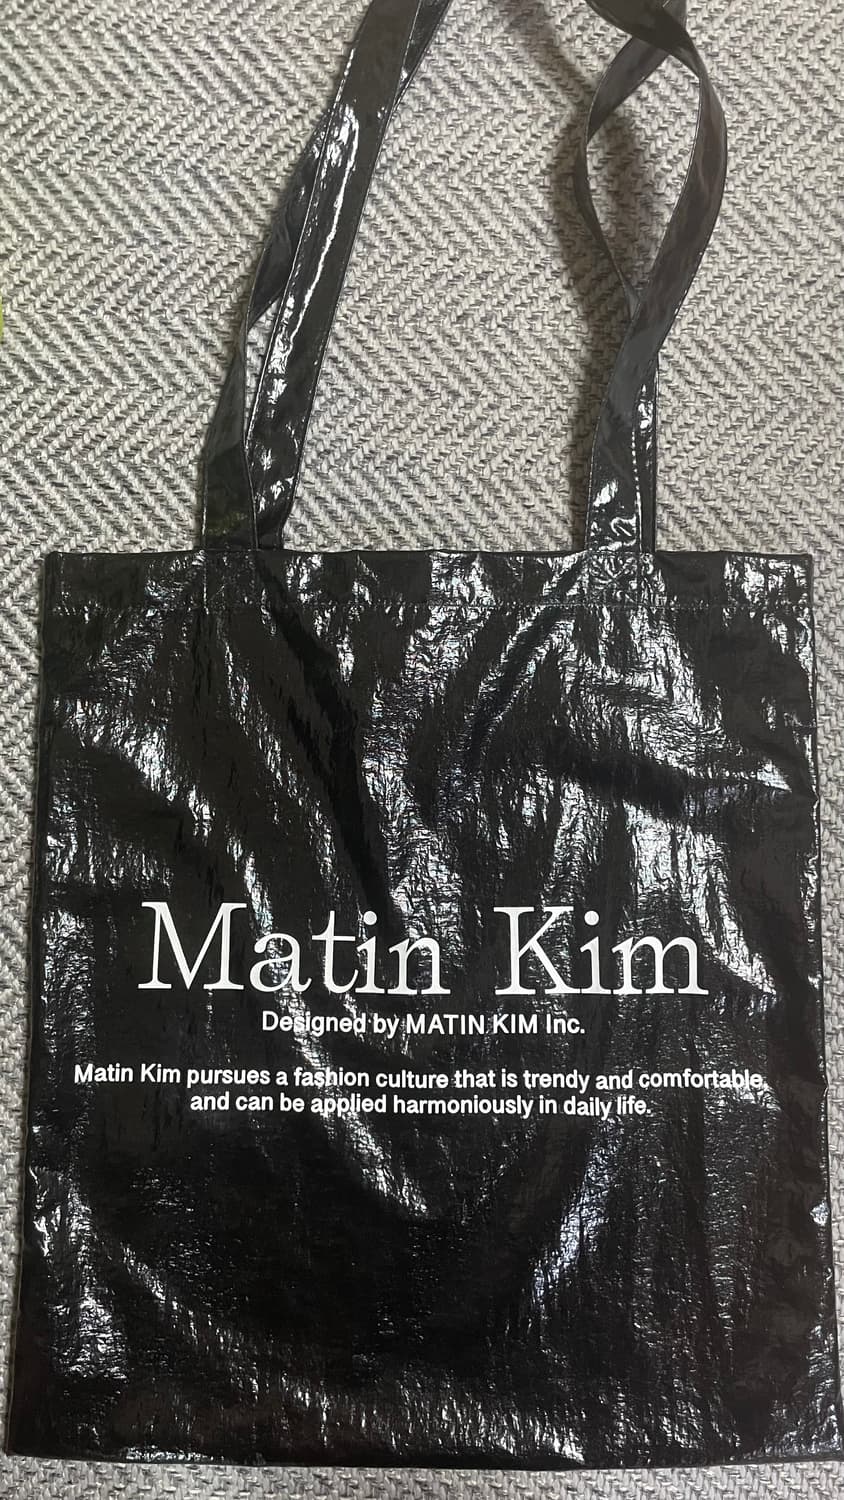 Matin Kim
Designed by MATIN KIM Inc.
Matin Kim pursues a fashion culture that is trendy and comfortable,
and can be applied harmoniously in daily life.